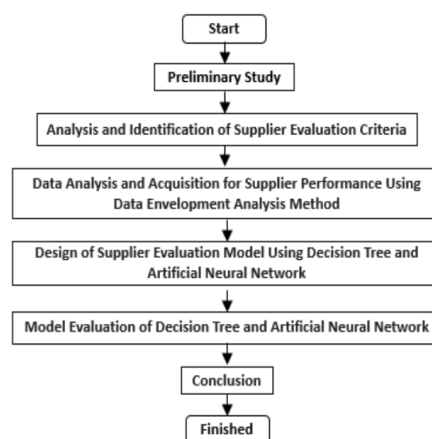 Start
Preliminary Study
Analysis and Identification of Supplier Evaluation Criteria
Data Analysis and Acquisition for Supplier Performance Using
Data Envelopment Analysis Method
Design of Supplier Evaluation Model Using Decision Tree and
Artificial Neural Network
Model Evaluation of Decision Tree and Artificial Neural Network
Conclusion
Finished